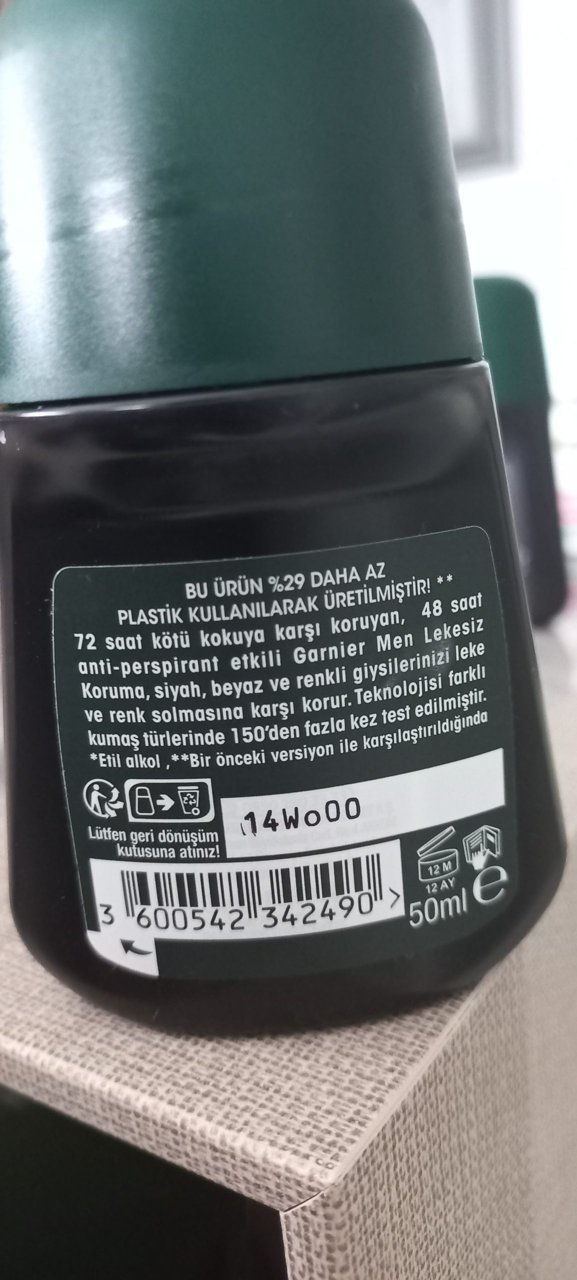 BU ÜRÜN %29 DAHA AZ
PLASTİK KULLANILARAK ÜRETİLMİŞTİR! **
72 saat kötü kokuya karşı koruyan, 48 saat
anti-perspirant etkili Garnier Men Lekesiz
Koruma, siyah, beyaz ve renkli giysilerinizi leke
ve renk solmasına karşı korur. Teknolojisi farklı
kumaş türlerinde 150'den fazla kez test edilmiştir.
*Etil alkol ,**Bir önceki versiyon ile karşılaştırıldığında
14Wo00
Lütfen geri dönüşüm
kutusuna atınız!
3 600542 342490 >
12 M
12 AY
50ml e